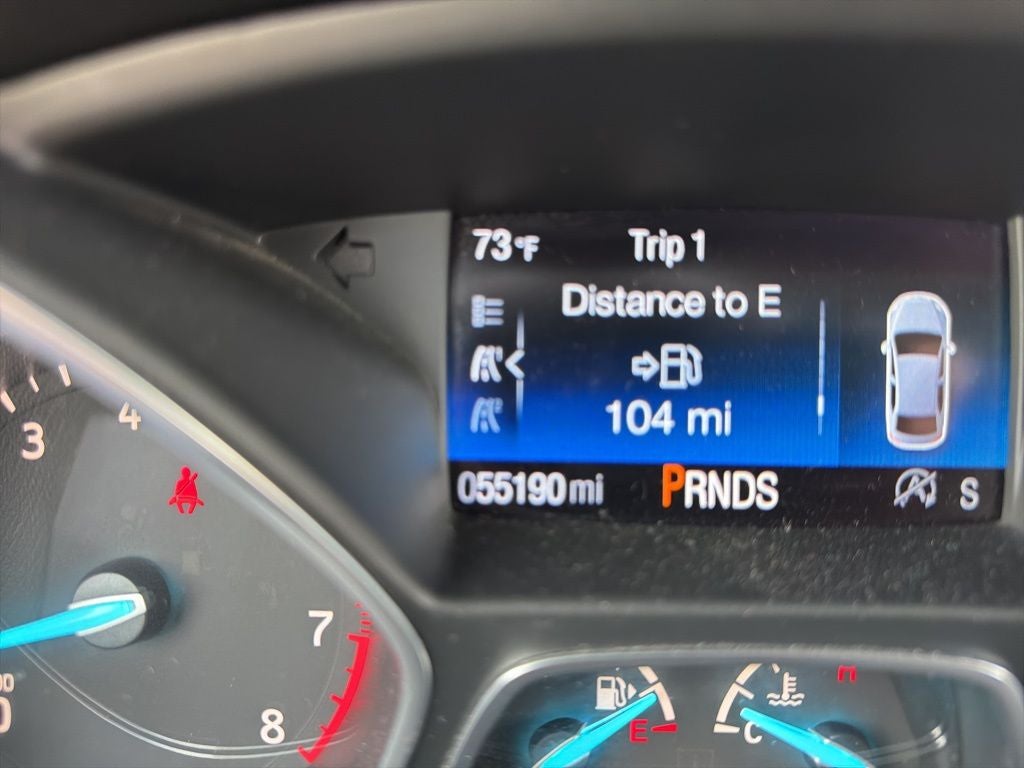 73°F Trip 1
Distance to E
104 mi
055190 mi PRNDS S
3
4
7
8
E
C